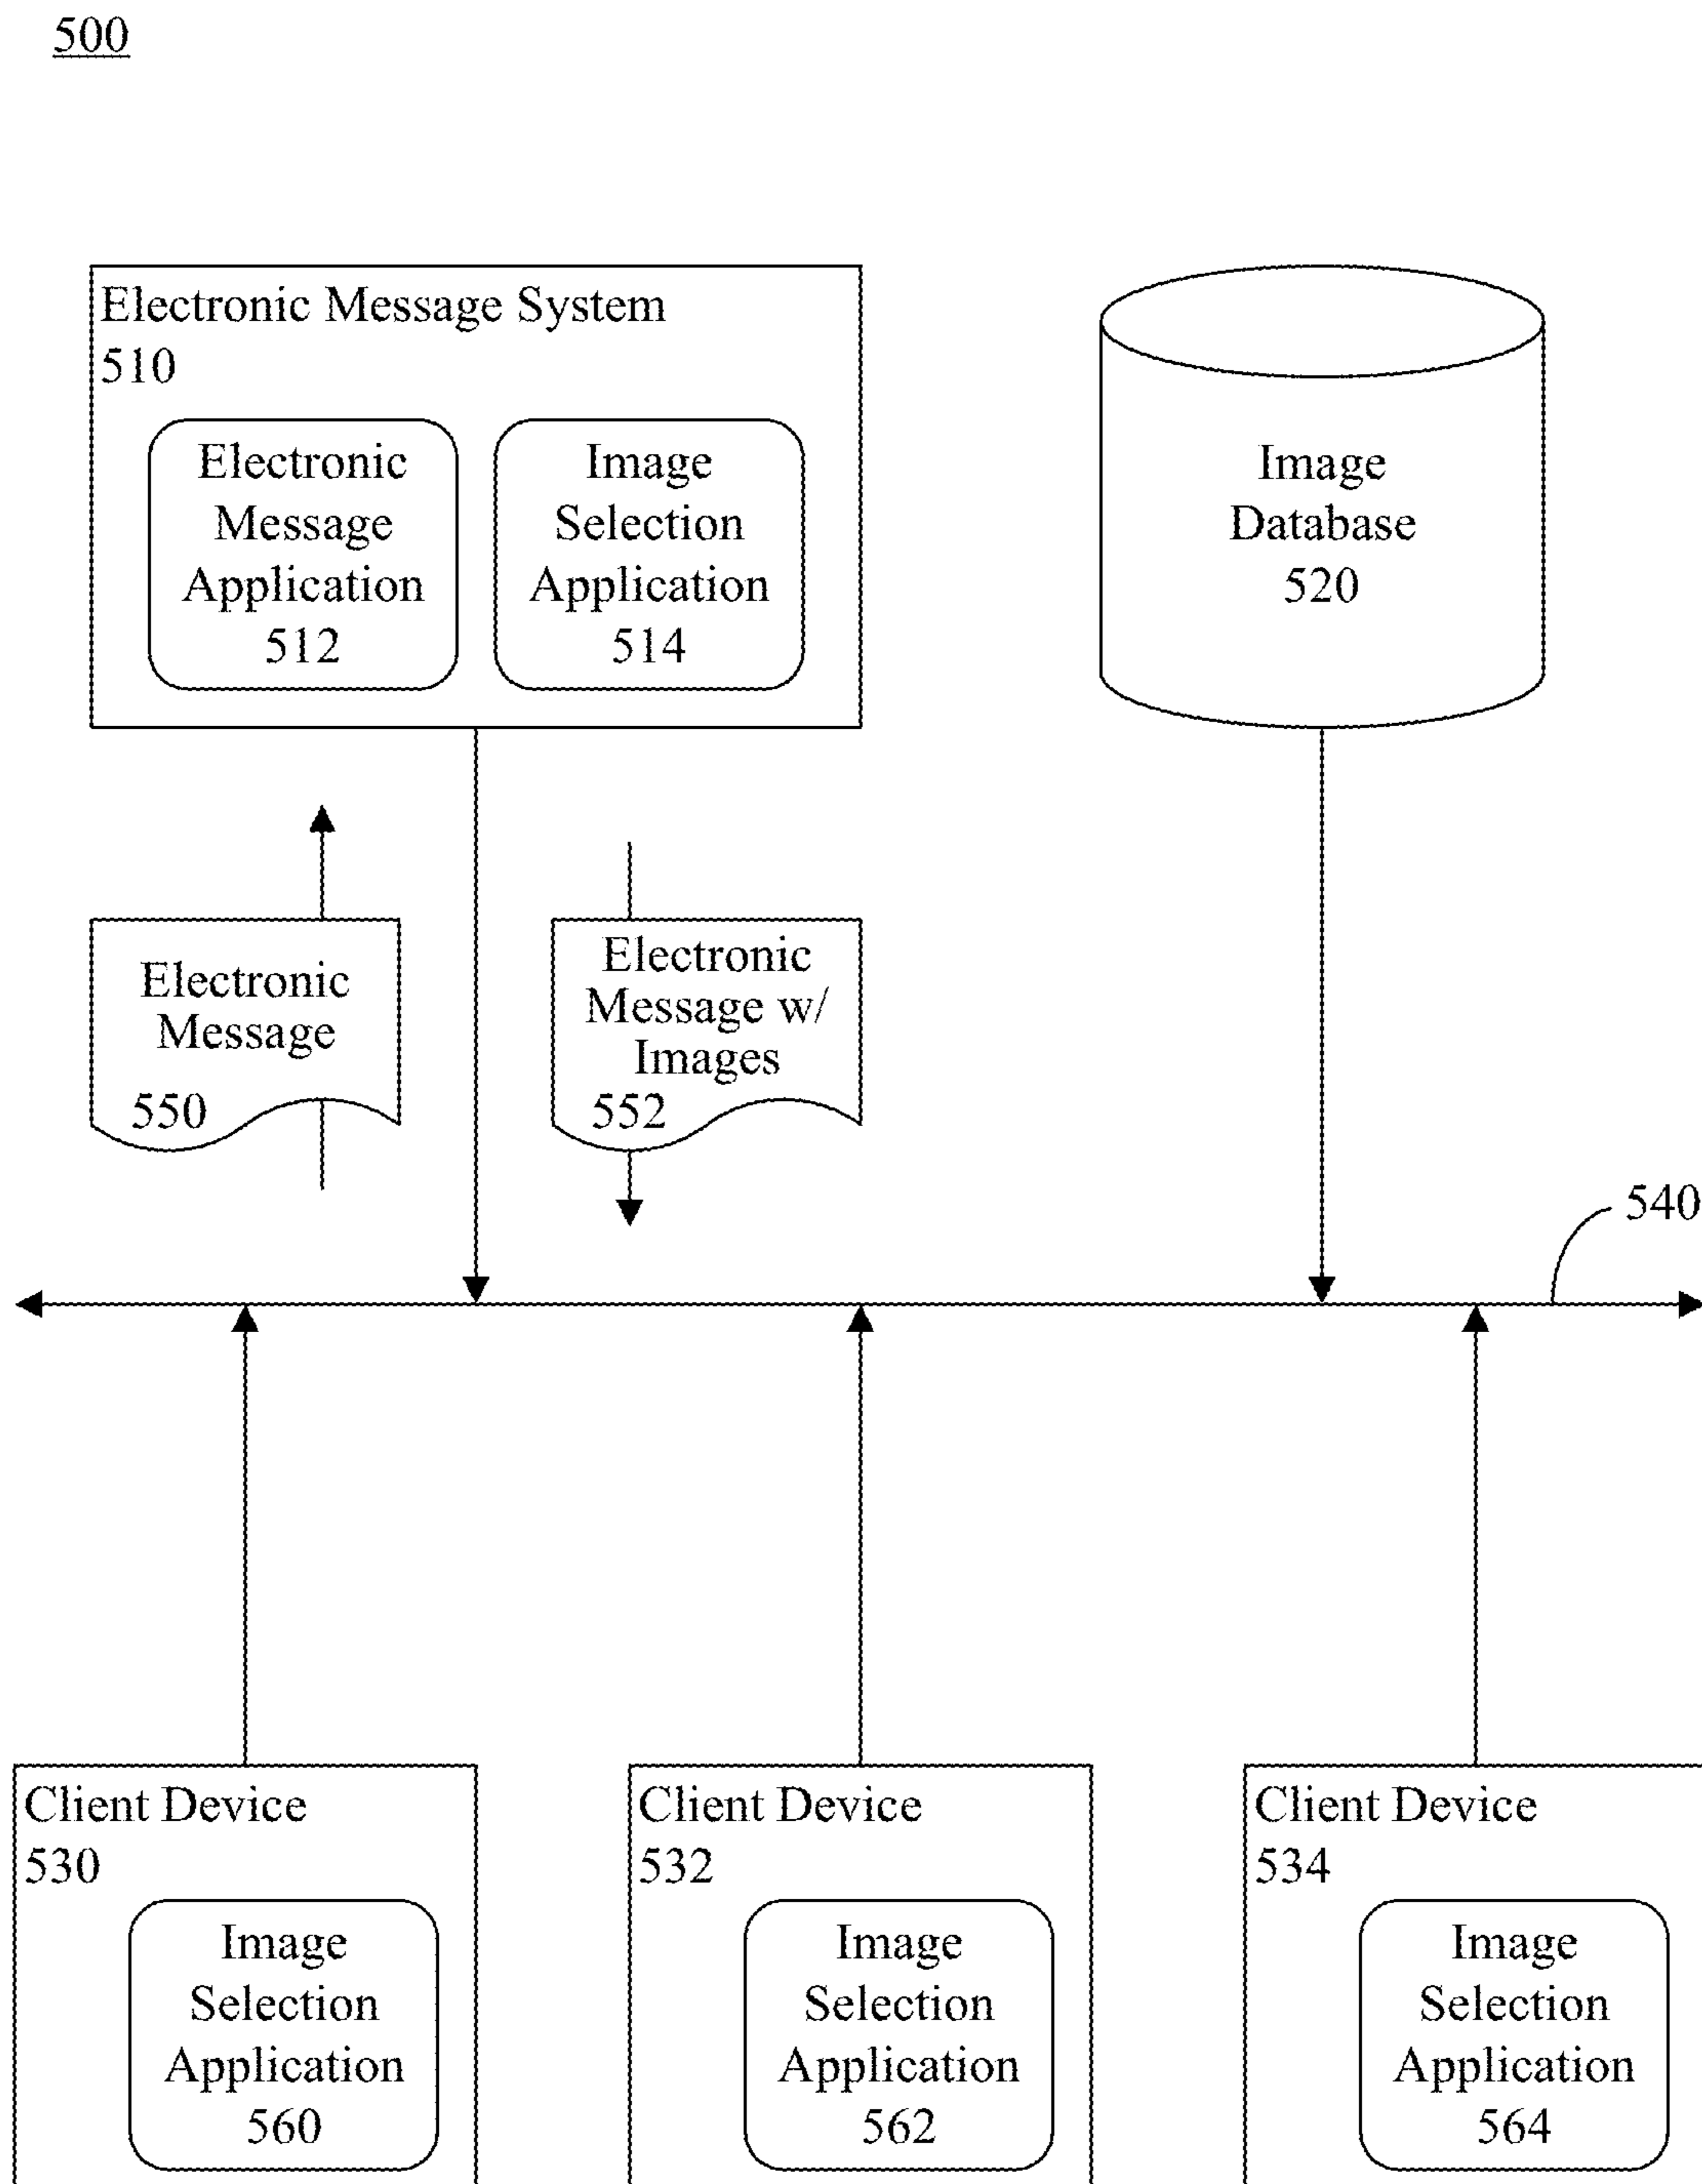 500
Electronic Message System
510
Electronic
Message
Application
512
Image
Selection
Application
514
Image
Database
520
Electronic
Message
550
Electronic
Message w/
Images
552
540
Client Device
530
Image
Selection
Application
560
Client Device
532
Image
Selection
Application
562
Client Device
534
Image
Selection
Application
564